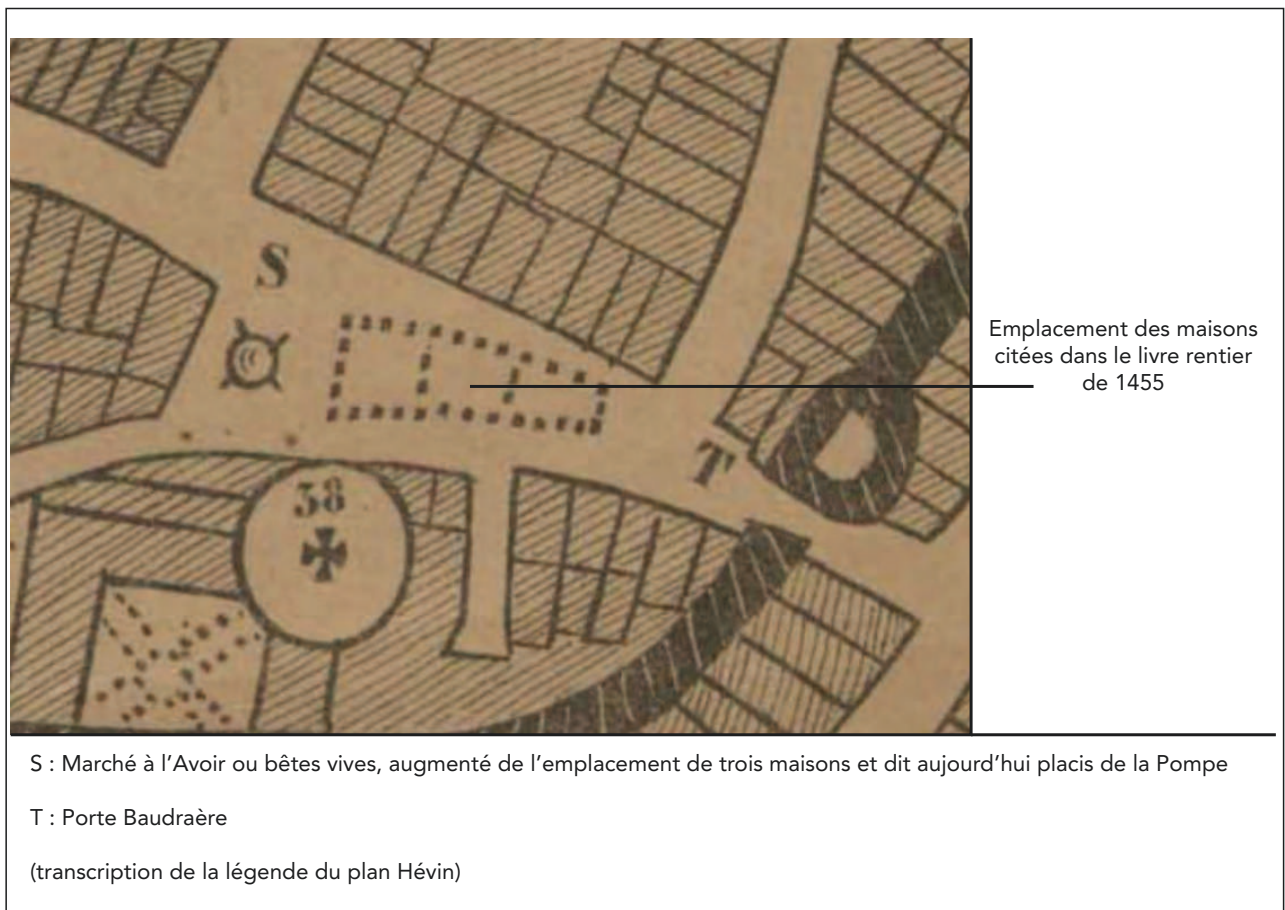 S
38
T
Emplacement des maisons
citées dans le livre rentier
de 1455
S : Marché à l'Avoir ou bêtes vives, augmenté de l'emplacement de trois maisons et dit aujourd'hui placis de la Pompe
T : Porte Baudraère
(transcription de la légende du plan Hévin)